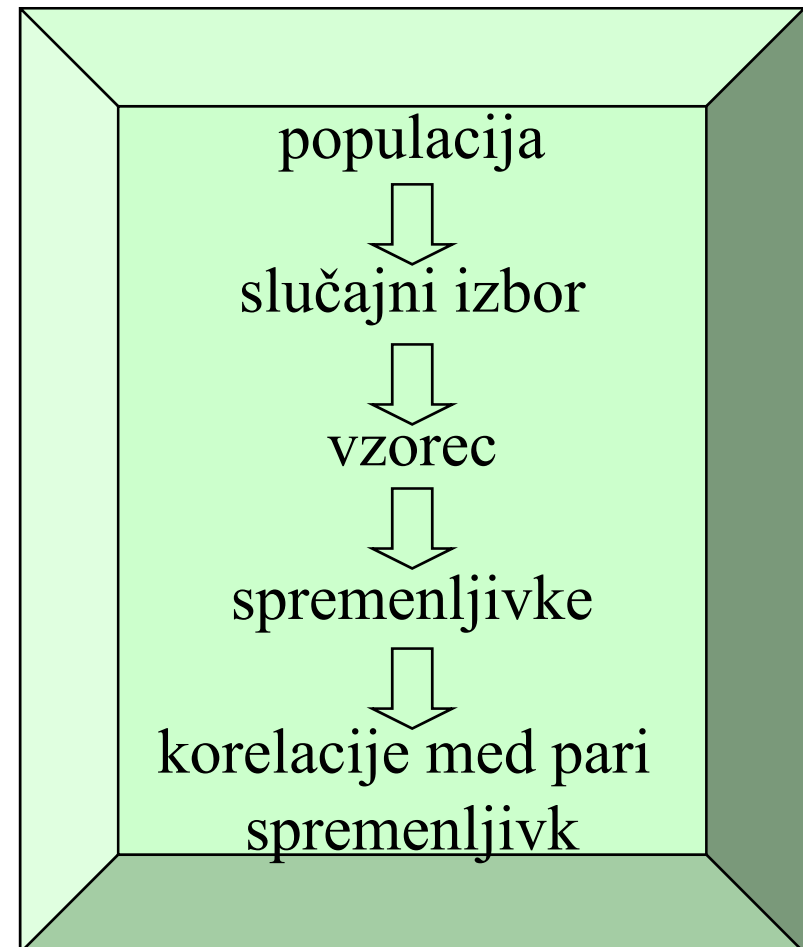 populacija
slučajni izbor
vzorec
spremenljivke
korelacije med pari
spremenljivk